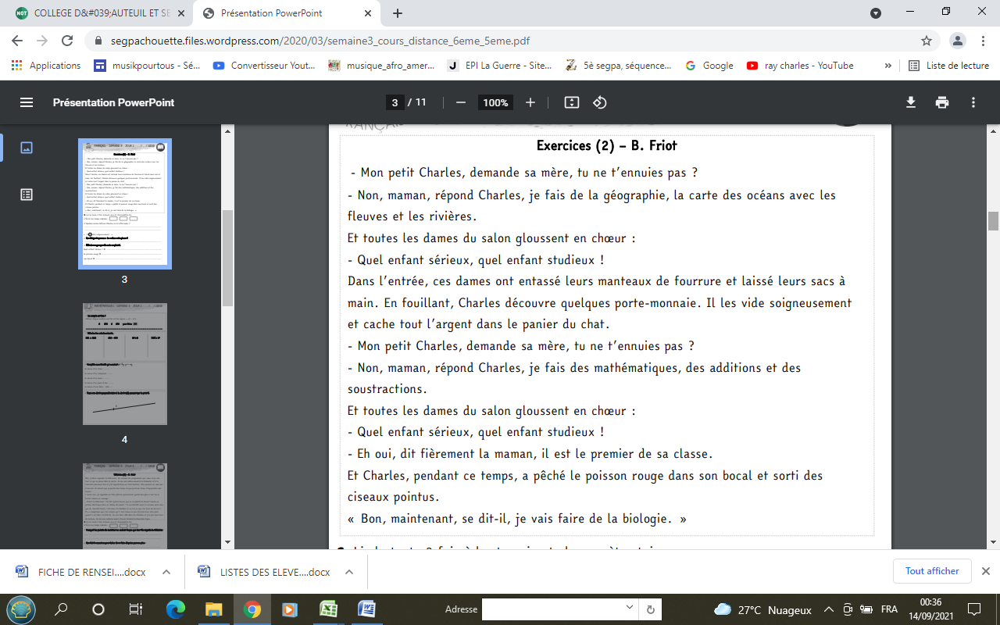 COLLEGE D&#039;AUTEUIL ET SE
Présentation PowerPoint
segpachouette.files.wordpress.com/2020/03/semaine3_cours_distance_6eme_5eme.pdf
Applications
musikpourtous - Sé...
Convertisseur Yout...
musique_afro_amer...
EPI La Guerre - Site...
5è segpa, séquence...
Google
ray charles - YouTube
»
Liste de lecture
Présentation PowerPoint
3 / 11
100%
Exercices (2) – B. Friot
- Mon petit Charles, demande sa mère, tu ne t'ennuies pas ?
- Non, maman, répond Charles, je fais de la géographie, la carte des océans avec les
fleuves et les rivières.
Et toutes les dames du salon gloussent en chœur :
- Quel enfant sérieux, quel enfant studieux !
Dans l'entrée, ces dames ont entassé leurs manteaux de fourrure et laissé leurs sacs à
main. En fouillant, Charles découvre quelques porte-monnaie. Il les vide soigneusement
et cache tout l'argent dans le panier du chat.
- Mon petit Charles, demande sa mère, tu ne t'ennuies pas ?
- Non, maman, répond Charles, je fais des mathématiques, des additions et des
soustractions.
Et toutes les dames du salon gloussent en chœur :
- Quel enfant sérieux, quel enfant studieux !
- Eh oui, dit fièrement la maman, il est le premier de sa classe.
Et Charles, pendant ce temps, a pêché le poisson rouge dans son bocal et sorti des
ciseaux pointus.
« Bon, maintenant, se dit-il, je vais faire de la biologie. »
3
4
FICHE DE RENSEI....docx
LISTES DES ELEVE....docx
Tout afficher
Adresse
27°C Nuageux
FRA
00:36
14/09/2021